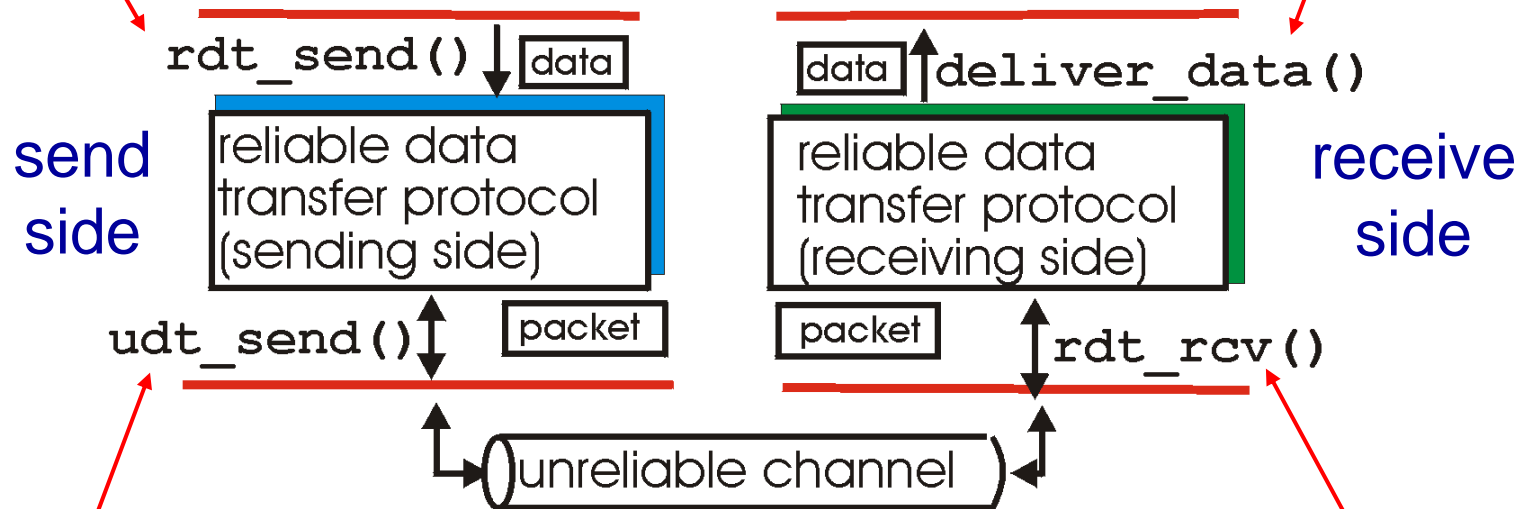 rdt_send()
data
data
deliver_data()
send
side
reliable data
transfer protocol
(sending side)
reliable data
transfer protocol
(receiving side)
receive
side
udt_send()
packet
packet
rdt_rcv()
unreliable channel